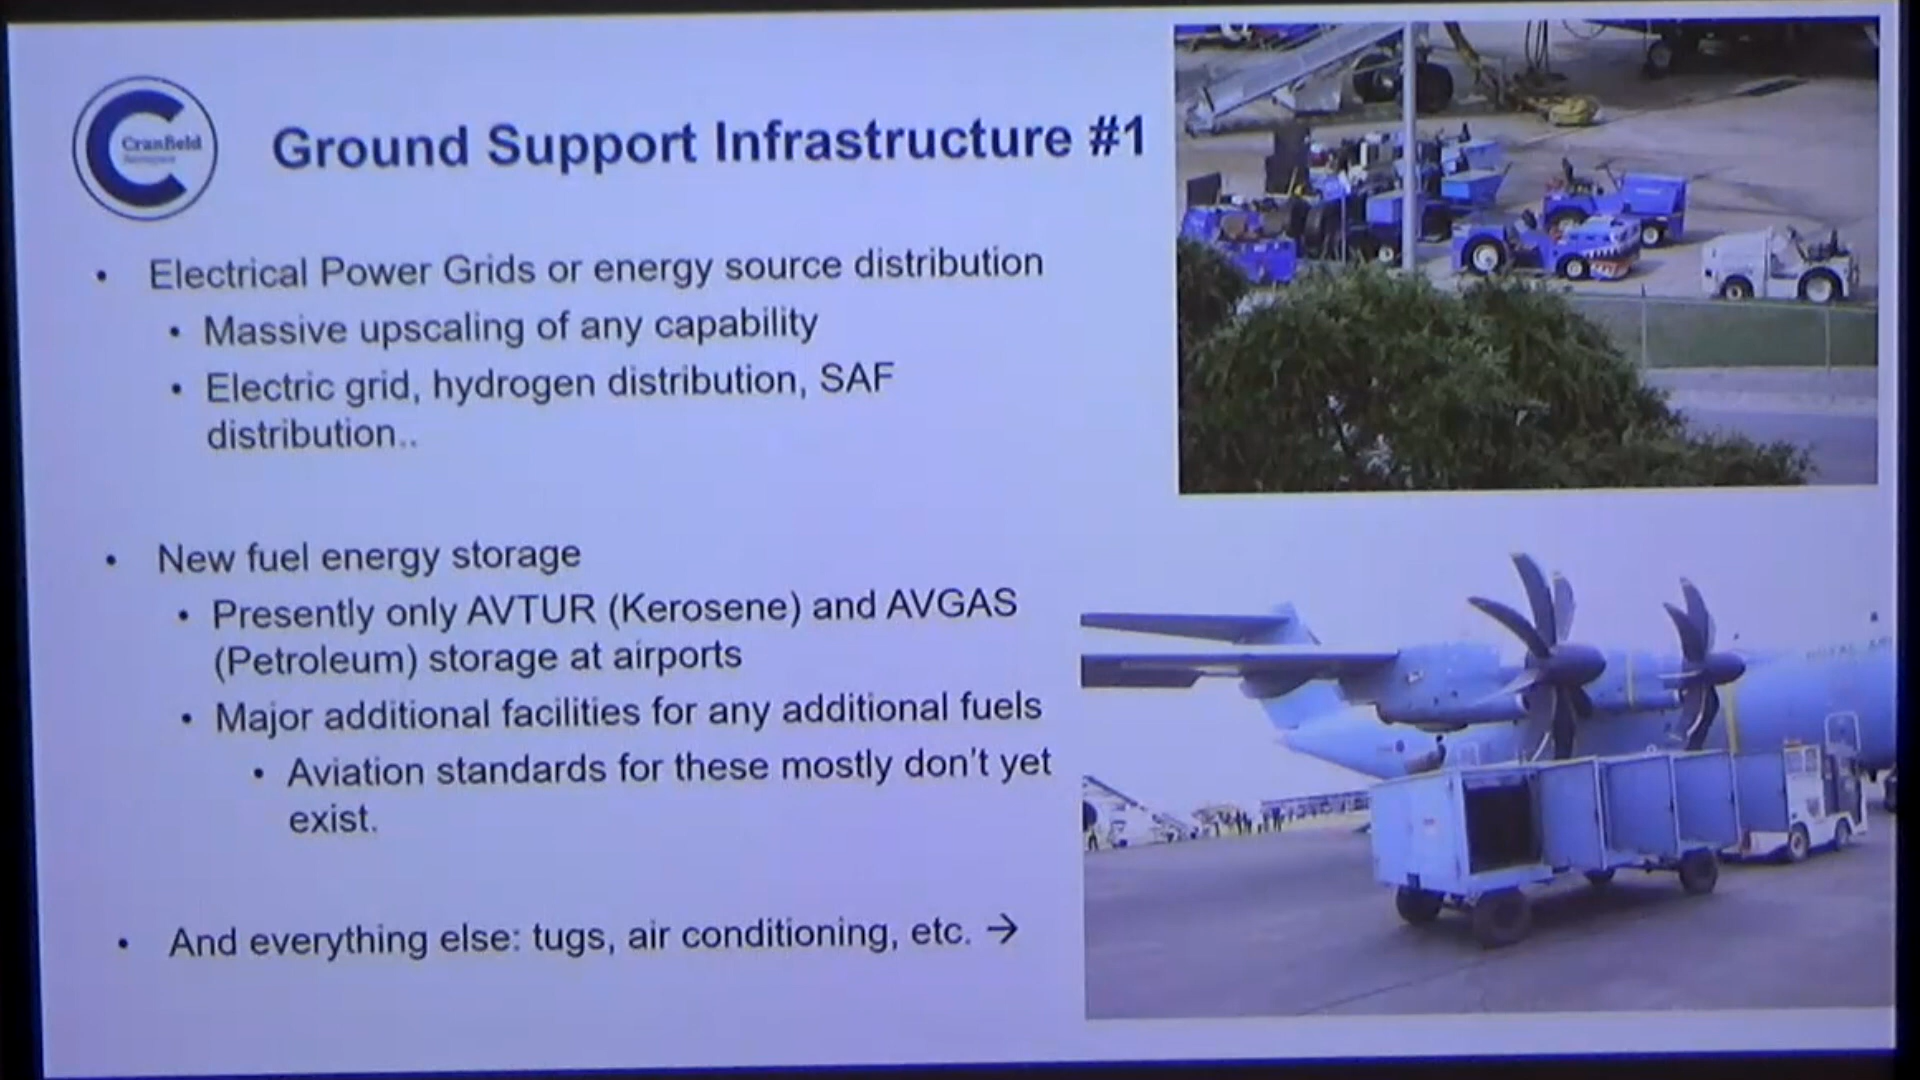 Cranfield
Aerospace
Ground Support Infrastructure #1
• Electrical Power Grids or energy source distribution
• Massive upscaling of any capability
• Electric grid, hydrogen distribution, SAF
distribution..
• New fuel energy storage
• Presently only AVTUR (Kerosene) and AVGAS
(Petroleum) storage at airports
• Major additional facilities for any additional fuels
• Aviation standards for these mostly don't yet
exist.
• And everything else: tugs, air conditioning, etc. →